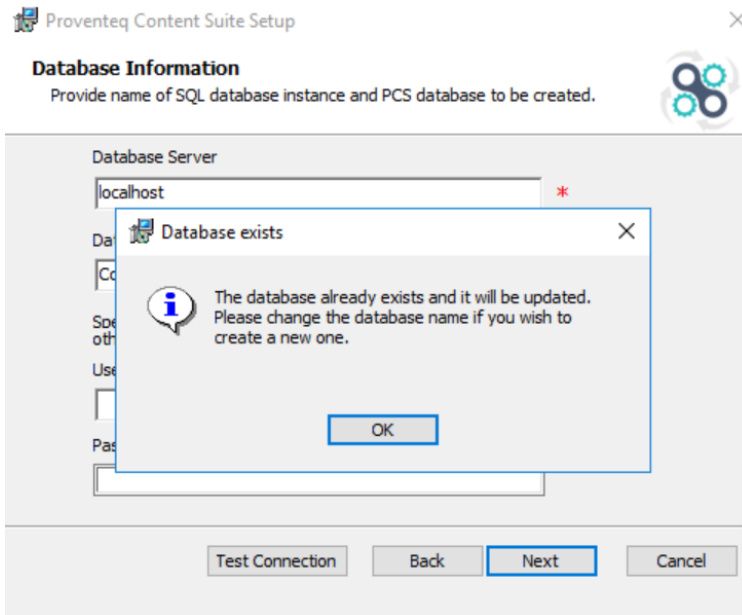 Proventeq Content Suite Setup
Database Information
Provide name of SQL database instance and PCS database to be created.
Database Server
localhost
*
Database exists
The database already exists and it will be updated.
Please change the database name if you wish to
create a new one.
OK
Test Connection
Back
Next
Cancel